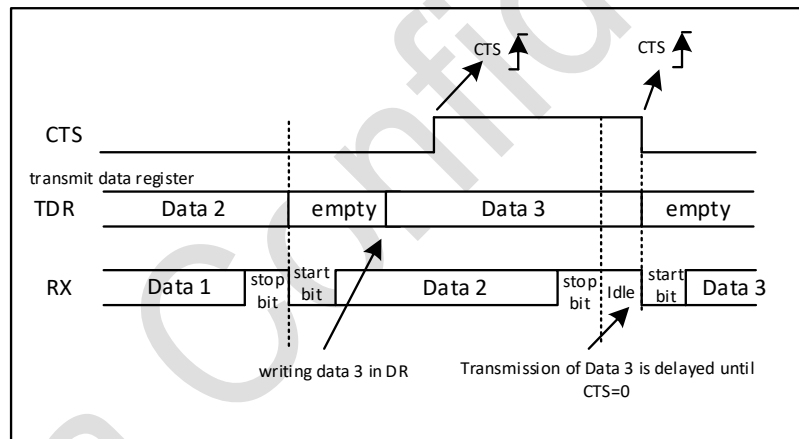 CTS
CTS
CTS
transmit data register
TDR
Data 2
empty
Data 3
empty
RX
Data 1
stop bit
start bit
Data 2
stop bit
Idle
start bit
Data 3
writing data 3 in DR
Transmission of Data 3 is delayed until
CTS=0